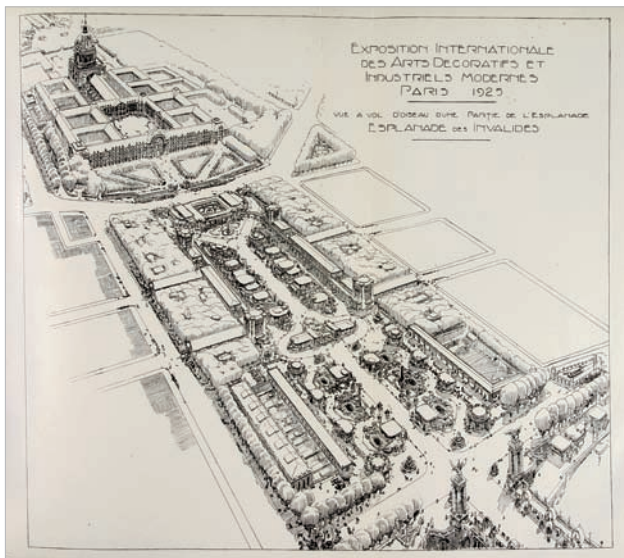 EXPOSITION INTERNATIONALE
DES ARTS DECORATIFS ET
INDUSTRIELS MODERNES
PARIS 1925
VUE A VOL D'OISEAU D'UNE PARTIE DE L'ESPLANADE
ESPLANADE DES INVALIDES